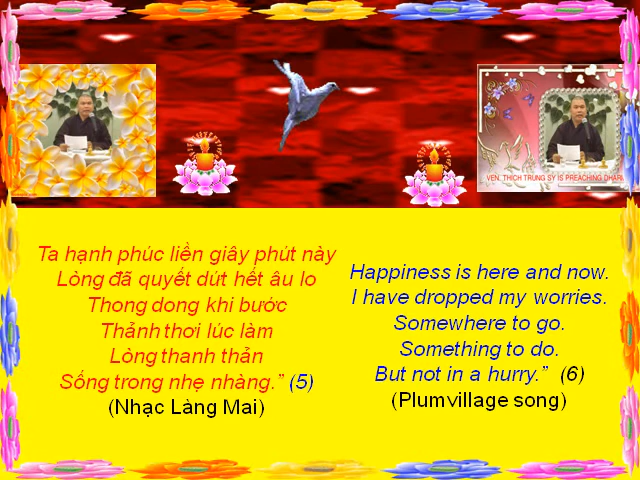 VEN. THICH TRUNG SY IS PREACHING DHARM
Ta hạnh phúc liền giây phút này
Lòng đã quyết dứt hết âu lo
Thong dong khi bước
Thảnh thơi lúc làm
Lòng thanh thản
Sống trong nhẹ nhàng.” (5)
(Nhạc Làng Mai)
Happiness is here and now.
I have dropped my worries.
Somewhere to go.
Something to do.
But not in a hurry.” (6)
(Plumvillage song)